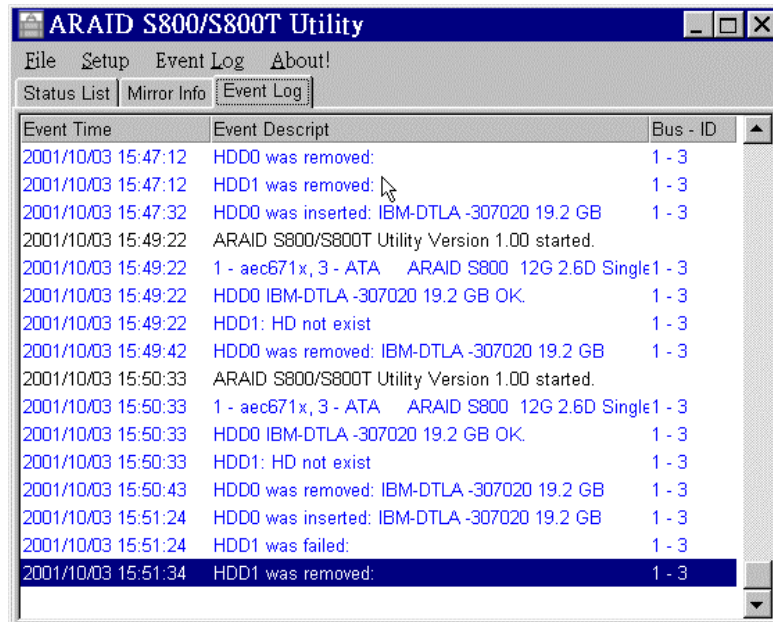 ARAID S800/S800T Utility
File Setup Event Log About!
Status List Mirror Info Event Log
Event Time Event Descript Bus - ID
2001/10/03 15:47:12 HDD0 was removed: 1 - 3
2001/10/03 15:47:12 HDD1 was removed: 1 - 3
2001/10/03 15:47:32 HDD0 was inserted: IBM-DTLA -307020 19.2 GB 1 - 3
2001/10/03 15:49:22 ARAID S800/S800T Utility Version 1.00 started.
2001/10/03 15:49:22 1 - aec671x, 3 - ATA ARAID S800 12G 2.6D Single 1 - 3
2001/10/03 15:49:22 HDD0 IBM-DTLA -307020 19.2 GB OK. 1 - 3
2001/10/03 15:49:22 HDD1: HD not exist 1 - 3
2001/10/03 15:49:42 HDD0 was removed: IBM-DTLA -307020 19.2 GB 1 - 3
2001/10/03 15:50:33 ARAID S800/S800T Utility Version 1.00 started.
2001/10/03 15:50:33 1 - aec671x, 3 - ATA ARAID S800 12G 2.6D Single 1 - 3
2001/10/03 15:50:33 HDD0 IBM-DTLA -307020 19.2 GB OK. 1 - 3
2001/10/03 15:50:33 HDD1: HD not exist 1 - 3
2001/10/03 15:50:43 HDD0 was removed: IBM-DTLA -307020 19.2 GB 1 - 3
2001/10/03 15:51:24 HDD0 was inserted: IBM-DTLA -307020 19.2 GB 1 - 3
2001/10/03 15:51:24 HDD1 was failed: 1 - 3
2001/10/03 15:51:34 HDD1 was removed: 1 - 3